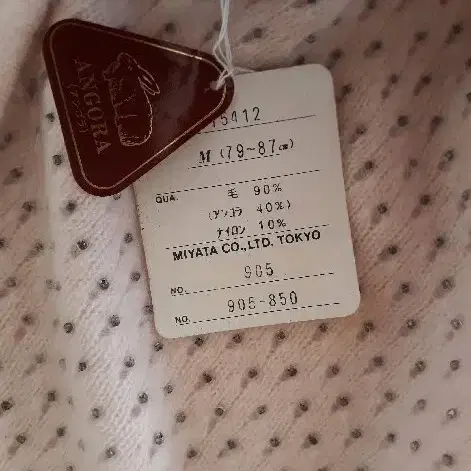 ANGORA
(アンゴラ)
15412
M (79~87㎝)
QUA. 毛 90%
(アンゴラ 40%)
ナイロン 10%
MIYATA CO., LTD. TOKYO
905
NO.
905-850
NO.